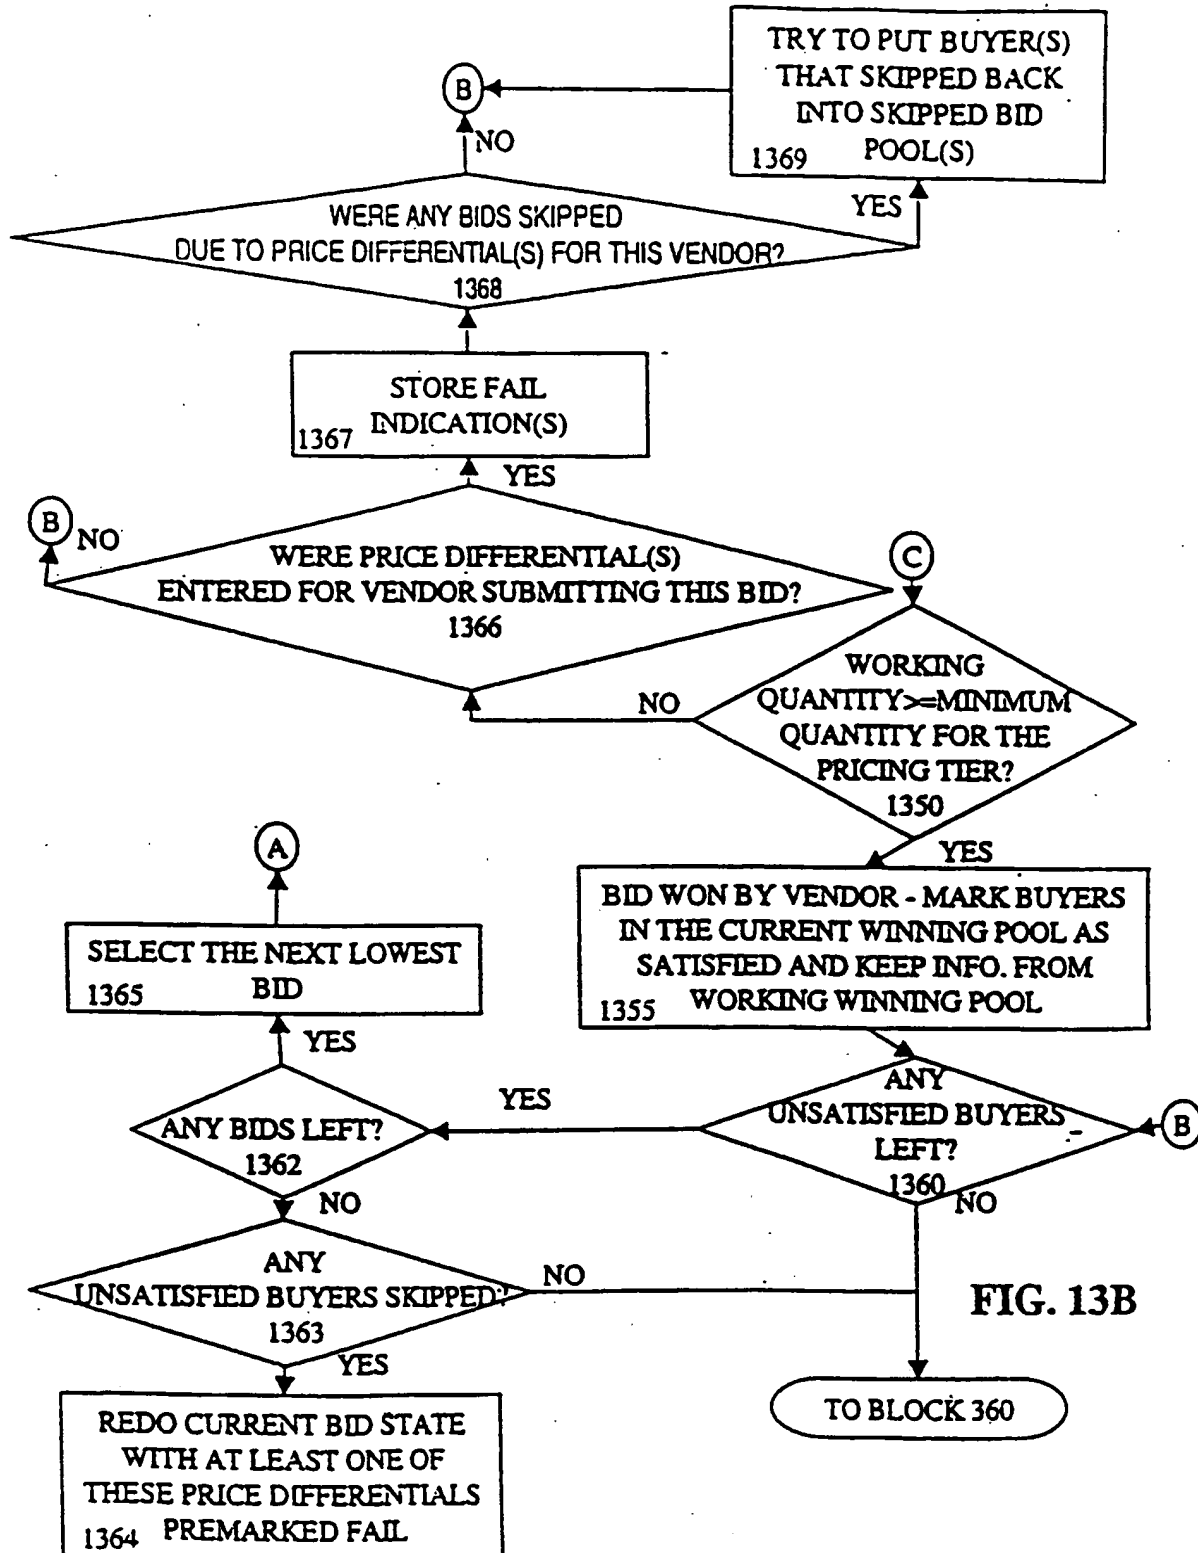 TRY TO PUT BUYER(S)
THAT SKIPPED BACK
INTO SKIPPED BID
POOL(S)
1369
B
NO
YES
WERE ANY BIDS SKIPPED
DUE TO PRICE DIFFERENTIAL(S) FOR THIS VENDOR?
1368
STORE FAIL
INDICATION(S)
1367
YES
B
NO
WERE PRICE DIFFERENTIAL(S)
ENTERED FOR VENDOR SUBMITTING THIS BID?
1366
C
WORKING
QUANTITY>=MINIMUM
QUANTITY FOR THE
PRICING TIER?
1350
NO
YES
A
SELECT THE NEXT LOWEST
BID
1365
YES
BID WON BY VENDOR - MARK BUYERS
IN THE CURRENT WINNING POOL AS
SATISFIED AND KEEP INFO. FROM
WORKING WINNING POOL
1355
ANY
UNSATISFIED BUYERS
LEFT?
1360
B
YES
NO
ANY BIDS LEFT?
1362
NO
ANY
UNSATISFIED BUYERS SKIPPED?
1363
NO
YES
FIG. 13B
TO BLOCK 360
REDO CURRENT BID STATE
WITH AT LEAST ONE OF
THESE PRICE DIFFERENTIALS
PREMARKED FAIL
1364